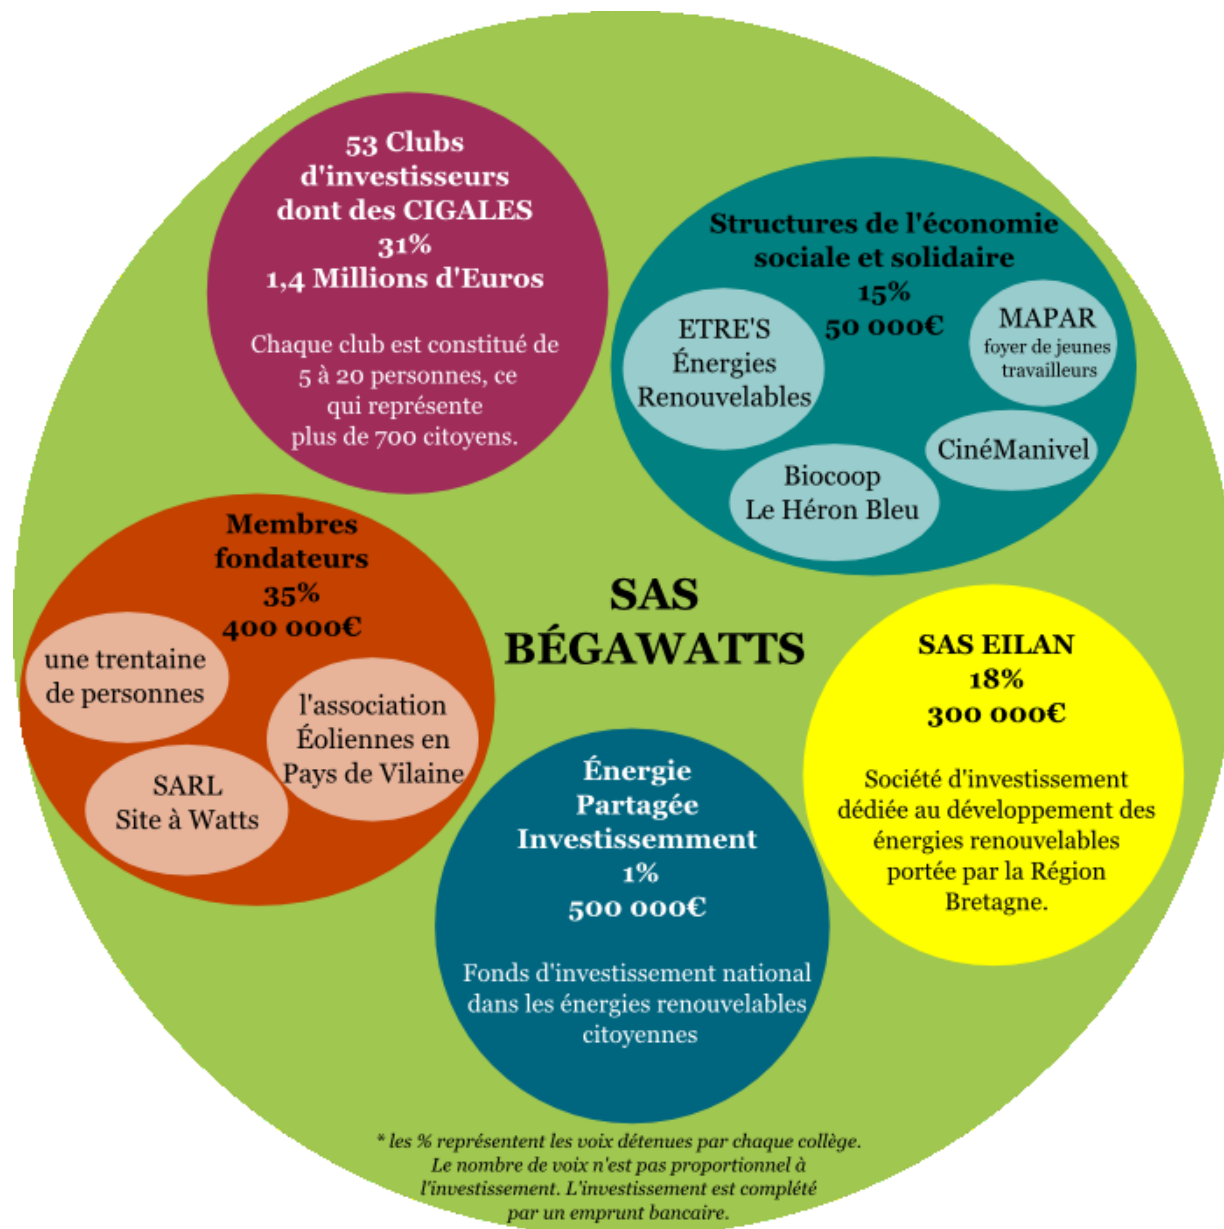 53 Clubs
d'investisseurs
dont des CIGALES
31%
1,4 Millions d'Euros
Chaque club est constitué de
5 à 20 personnes, ce
qui représente
plus de 700 citoyens.
Structures de l'économie
sociale et solidaire
15%
50 000€
ETRE'S
Énergies
Renouvelables
MAPAR
foyer de jeunes
travailleurs
CinéManivel
Biocoop
Le Héron Bleu
Membres
fondateurs
35%
400 000€
une trentaine
de personnes
l'association
Éoliennes en
Pays de Vilaine
SARL
Site à Watts
SAS
BÉGAWATTS
SAS EILAN
18%
300 000€
Société d'investissement
dédiée au développement des
énergies renouvelables
portée par la Région
Bretagne.
Énergie
Partagée
Investissemment
1%
500 000€
Fonds d'investissement national
dans les énergies renouvelables
citoyennes
* les % représentent les voix détenues par chaque collège.
Le nombre de voix n'est pas proportionnel à
l'investissement. L'investissement est complété
par un emprunt bancaire.